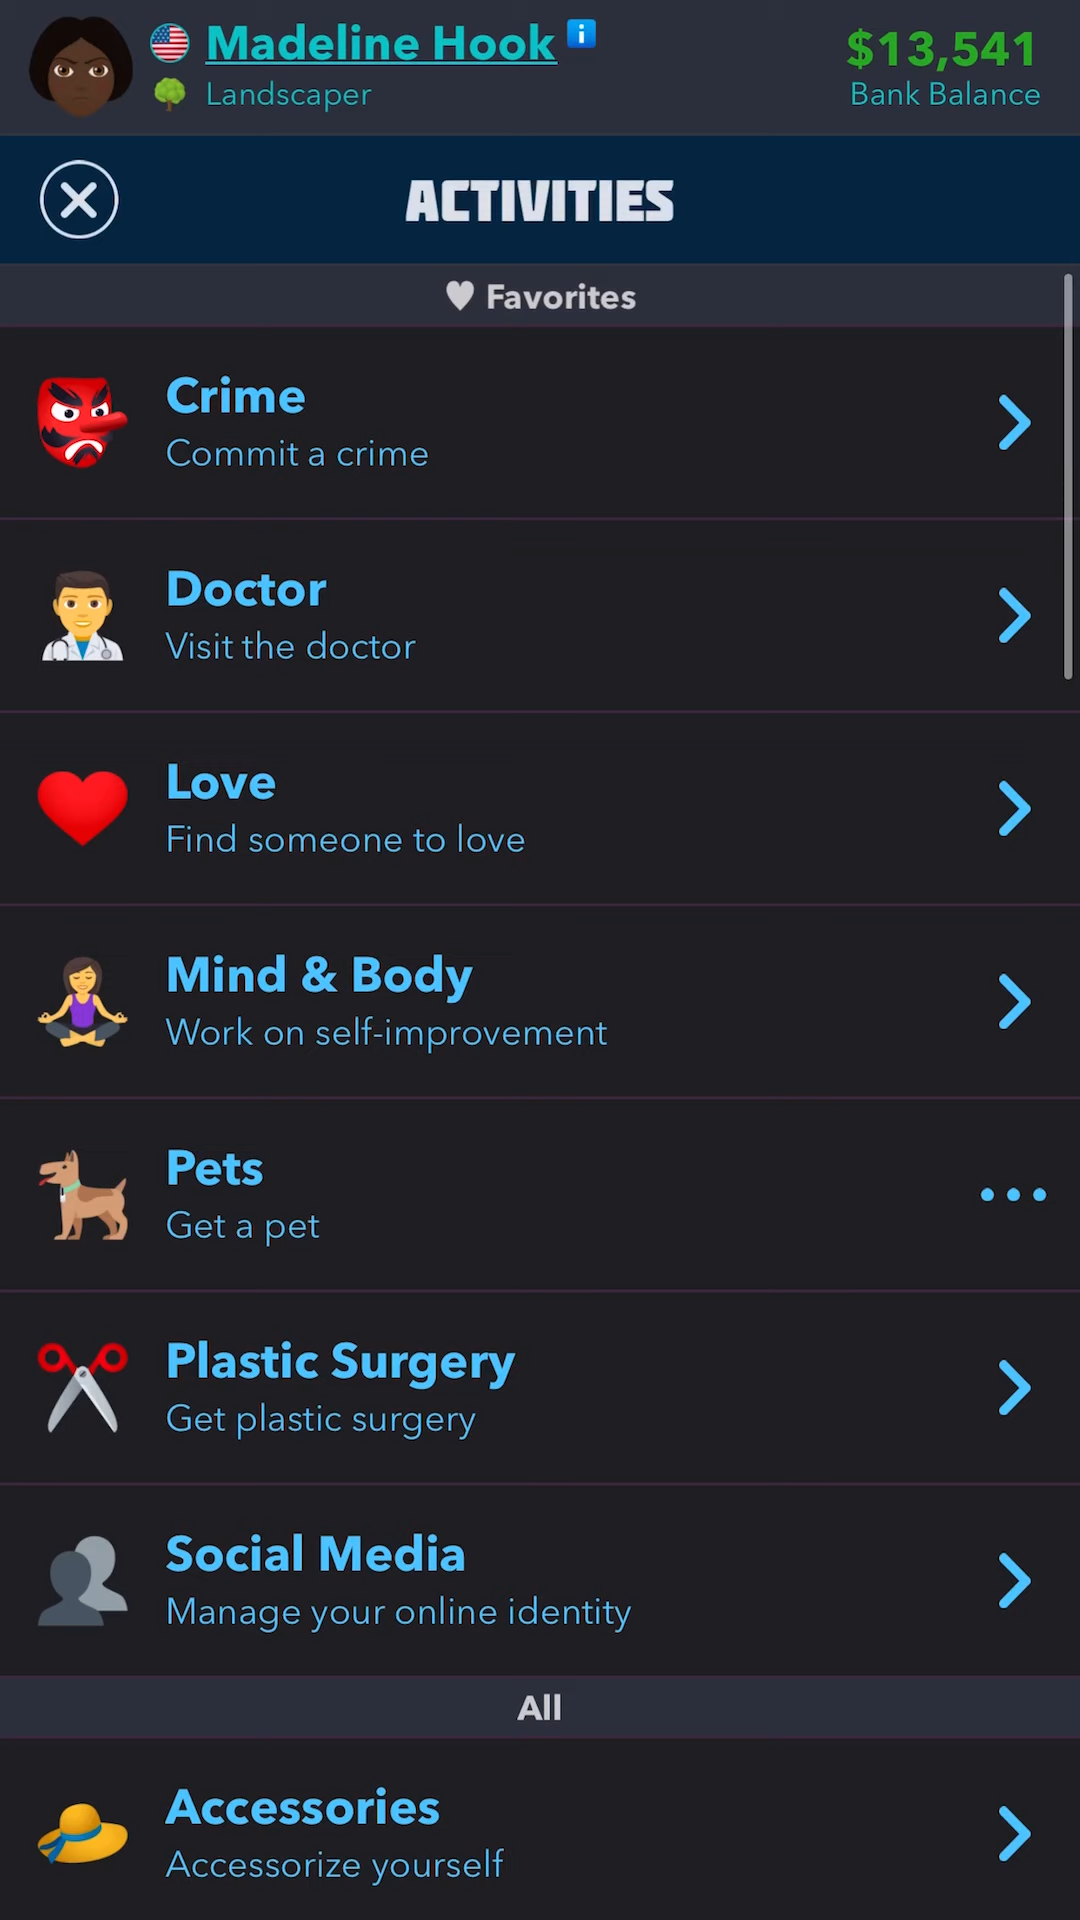 Madeline Hook
$13,541
Landscaper
Bank Balance
ACTIVITIES
Favorites
Crime
Commit a crime
Doctor
Visit the doctor
Love
Find someone to love
Mind & Body
Work on self-improvement
Pets
Get a pet
Plastic Surgery
Get plastic surgery
Social Media
Manage your online identity
All
Accessories
Accessorize yourself